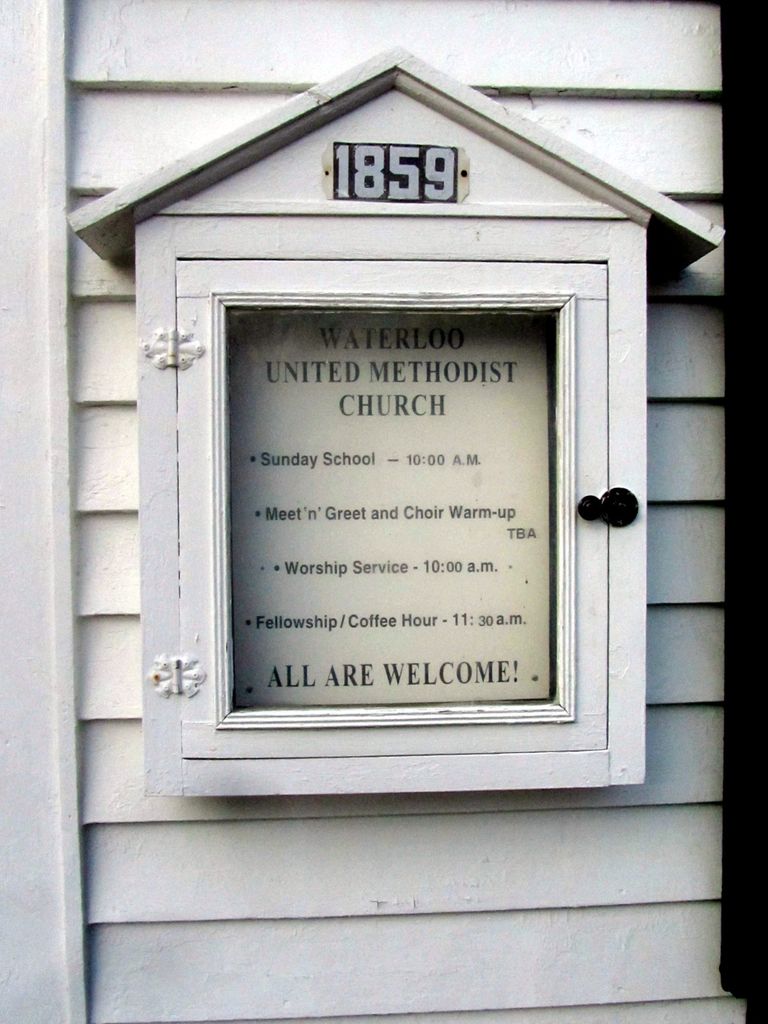 1859
WATERLOO
UNITED METHODIST
CHURCH
• Sunday School – 10:00 A.M.
• Meet 'n' Greet and Choir Warm-up
TBA
• Worship Service - 10:00 a.m.
• Fellowship/Coffee Hour - 11:30 a.m.
ALL ARE WELCOME!